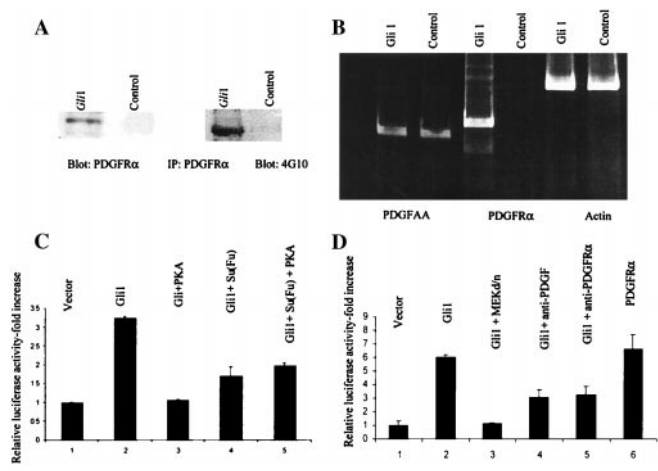 A
Gli1
Control
Gli1
Control
Blot: PDGFRα
IP: PDGFRα
Blot: 4G10
B
Gli 1
Control
Gli 1
Control
Gli 1
Control
PDGFAA
PDGFRα
Actin
C
Relative luciferase activity-fold increase
3.5
3
2.5
2
1.5
1
0.5
0
Vector
Gli1
Gli+PKA
Gli1+ Su(Fu)
Gli1+ Su(Fu) + PKA
1
2
3
4
5
D
Relative luciferase activity-fold increase
9
8
7
6
5
4
3
2
1
0
Vector
Gli1
Gli1 + MEKd/n
Gli1+ anti-PDGF
Gli1 + anti-PDGFRα
PDGFRα
1
2
3
4
5
6